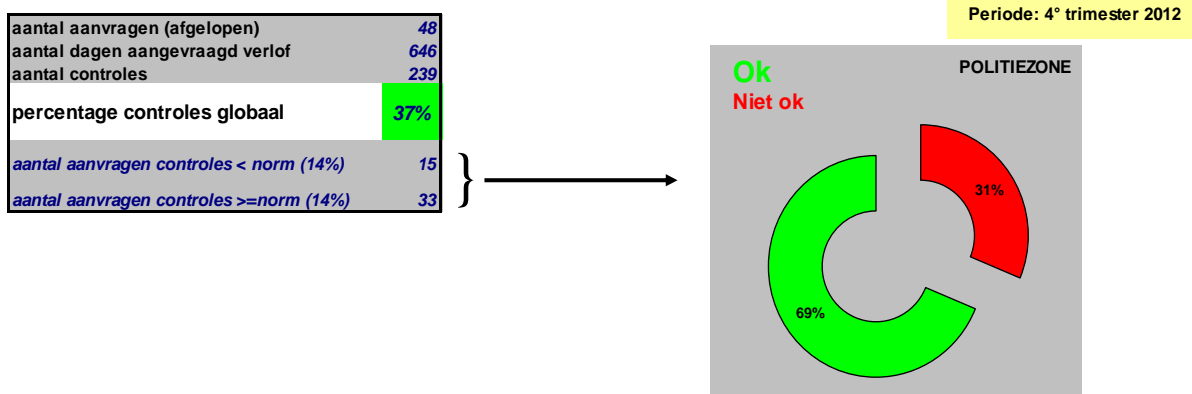 Periode: 4° trimester 2012
aantal aanvragen (afgelopen) 48
aantal dagen aangevraagd verlof 646
aantal controles 239
percentage controles globaal 37%
aantal aanvragen controles < norm (14%) 15
aantal aanvragen controles >=norm (14%) 33
}
Ok
Niet ok
POLITIEZONE
31%
69%